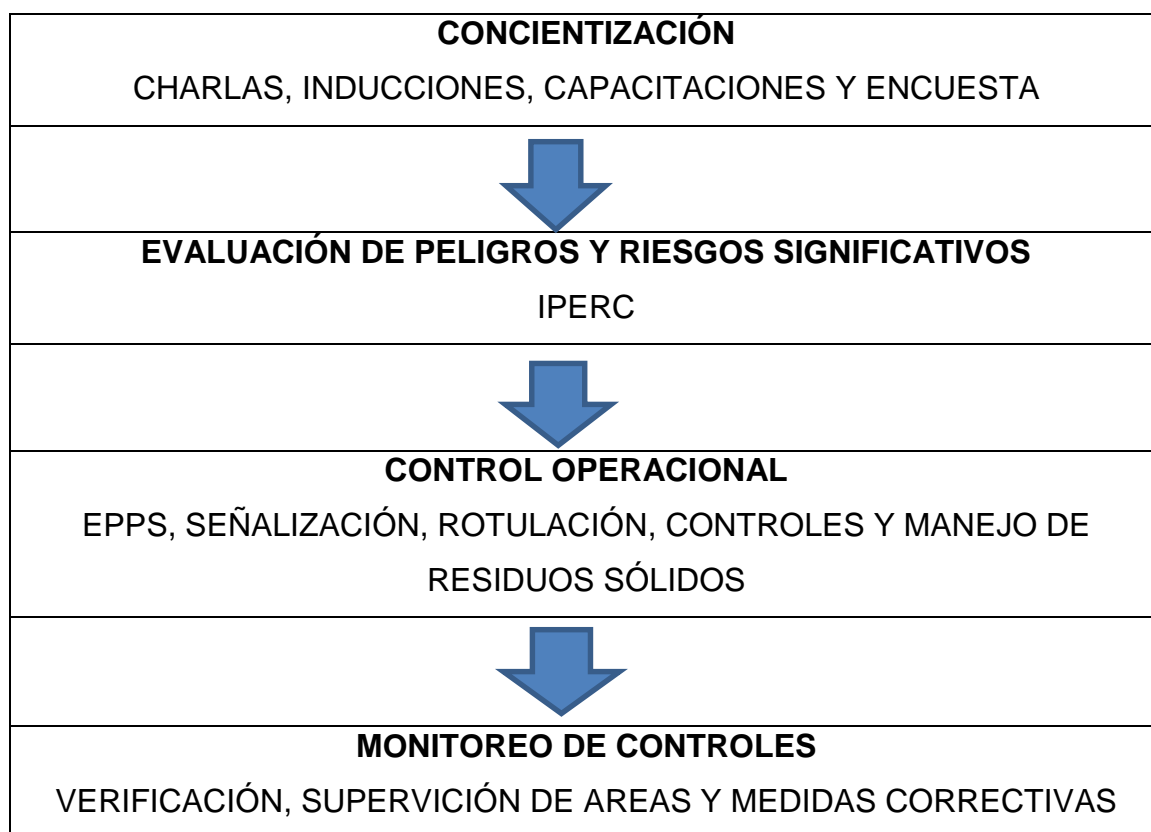 CONCIENTIZACIÓN
CHARLAS, INDUCCIONES, CAPACITACIONES Y ENCUESTA
EVALUACIÓN DE PELIGROS Y RIESGOS SIGNIFICATIVOS
IPERC
CONTROL OPERACIONAL
EPPS, SEÑALIZACIÓN, ROTULACIÓN, CONTROLES Y MANEJO DE
RESIDUOS SÓLIDOS
MONITOREO DE CONTROLES
VERIFICACIÓN, SUPERVICIÓN DE AREAS Y MEDIDAS CORRECTIVAS